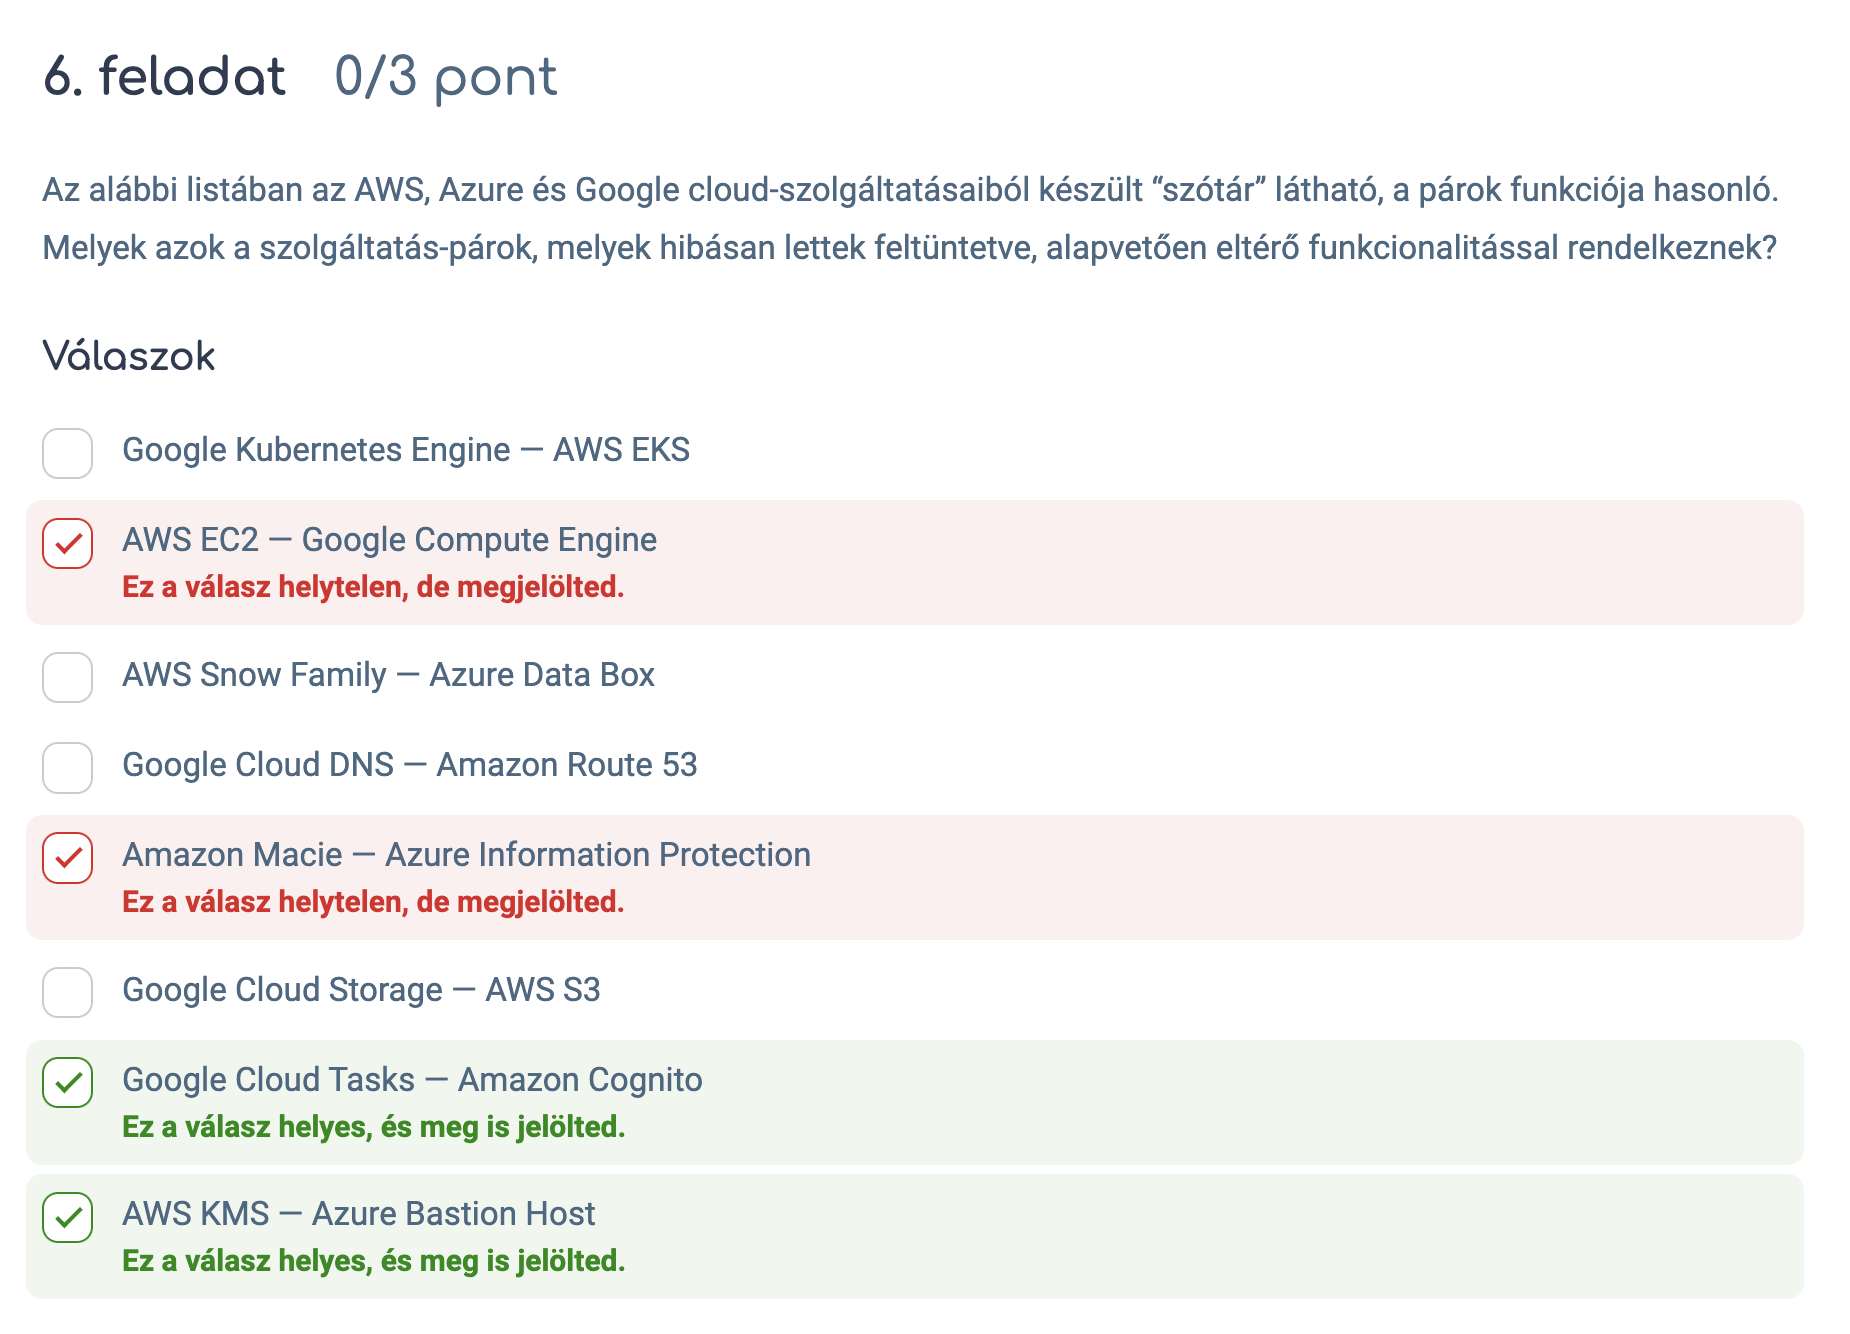 6. feladat 0/3 pont
Az alábbi listában az AWS, Azure és Google cloud-szolgáltatásaiból készült “szótár” látható, a párok funkciója hasonló.
Melyek azok a szolgáltatás-párok, melyek hibásan lettek feltüntetve, alapvetően eltérő funkcionalitással rendelkeznek?
Válaszok
Google Kubernetes Engine — AWS EKS
AWS EC2 — Google Compute Engine
Ez a válasz helytelen, de megjelölted.
AWS Snow Family — Azure Data Box
Google Cloud DNS — Amazon Route 53
Amazon Macie — Azure Information Protection
Ez a válasz helytelen, de megjelölted.
Google Cloud Storage — AWS S3
Google Cloud Tasks — Amazon Cognito
Ez a válasz helyes, és meg is jelölted.
AWS KMS — Azure Bastion Host
Ez a válasz helyes, és meg is jelölted.